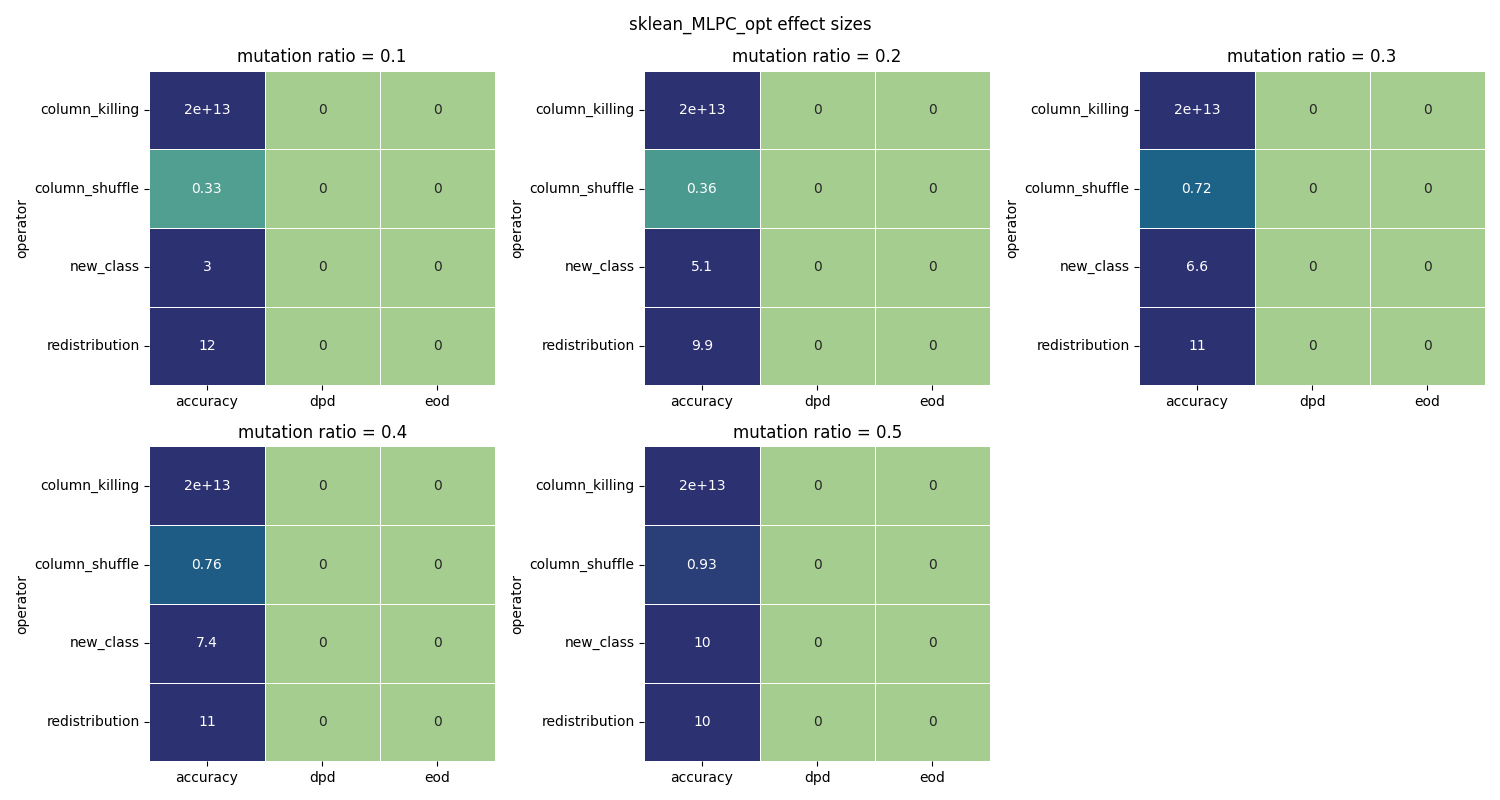 sklean_MLPC_opt effect sizes
mutation ratio = 0.1
operator
column_killing 2e+13 0 0
column_shuffle 0.33 0 0
new_class 3 0 0
redistribution 12 0 0
accuracy dpd eod
mutation ratio = 0.2
operator
column_killing 2e+13 0 0
column_shuffle 0.36 0 0
new_class 5.1 0 0
redistribution 9.9 0 0
accuracy dpd eod
mutation ratio = 0.3
operator
column_killing 2e+13 0 0
column_shuffle 0.72 0 0
new_class 6.6 0 0
redistribution 11 0 0
accuracy dpd eod
mutation ratio = 0.4
operator
column_killing 2e+13 0 0
column_shuffle 0.76 0 0
new_class 7.4 0 0
redistribution 11 0 0
accuracy dpd eod
mutation ratio = 0.5
operator
column_killing 2e+13 0 0
column_shuffle 0.93 0 0
new_class 10 0 0
redistribution 10 0 0
accuracy dpd eod